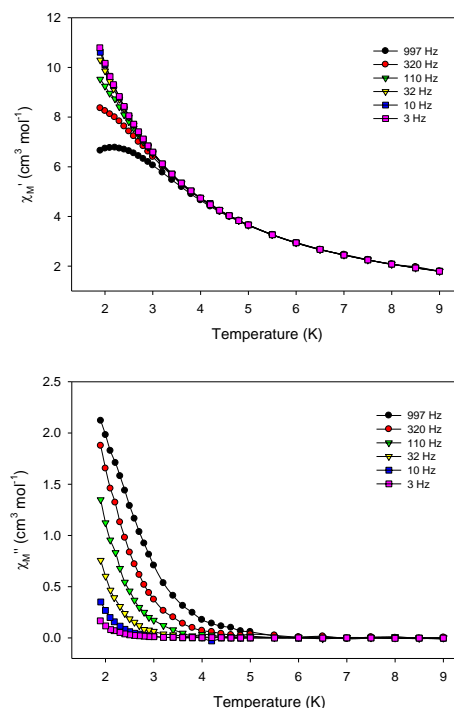 12
10
8
6
4
2
χM' (cm³ mol⁻¹)
997 Hz
320 Hz
110 Hz
32 Hz
10 Hz
3 Hz
2 3 4 5 6 7 8 9
Temperature (K)
2.5
2.0
1.5
1.0
0.5
0.0
χM'' (cm³ mol⁻¹)
997 Hz
320 Hz
110 Hz
32 Hz
10 Hz
3 Hz
2 3 4 5 6 7 8 9
Temperature (K)